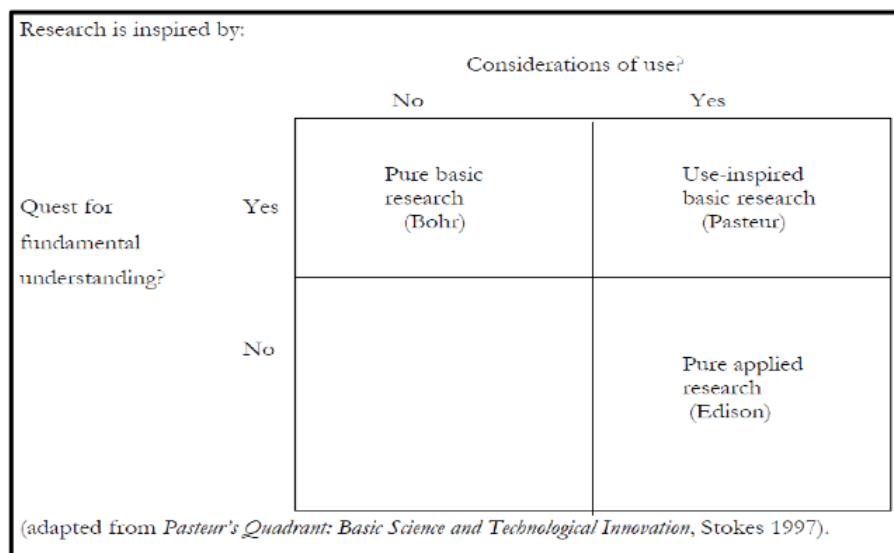 Research is inspired by:
Considerations of use?
No Yes
Pure basic
research
(Bohr)
Use-inspired
basic research
(Pasteur)
Quest for
fundamental
understanding?
Yes
No
Pure applied
research
(Edison)
(adapted from Pasteur's Quadrant: Basic Science and Technological Innovation, Stokes 1997).